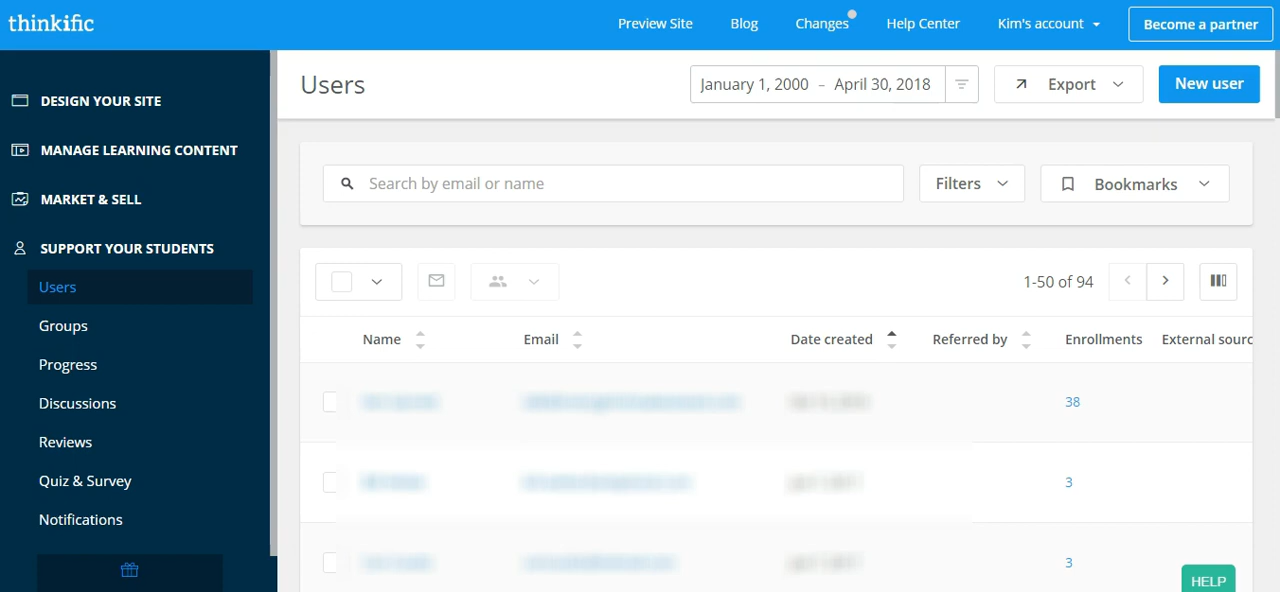 thinkific
Preview Site
Blog
Changes
Help Center
Kim's account
Become a partner
DESIGN YOUR SITE
MANAGE LEARNING CONTENT
MARKET & SELL
SUPPORT YOUR STUDENTS
Users
Groups
Progress
Discussions
Reviews
Quiz & Survey
Notifications
Users
January 1, 2000 – April 30, 2018
Export
New user
Search by email or name
Filters
Bookmarks
1-50 of 94
Name
Email
Date created
Referred by
Enrollments
External sourc
38
3
3
HELP